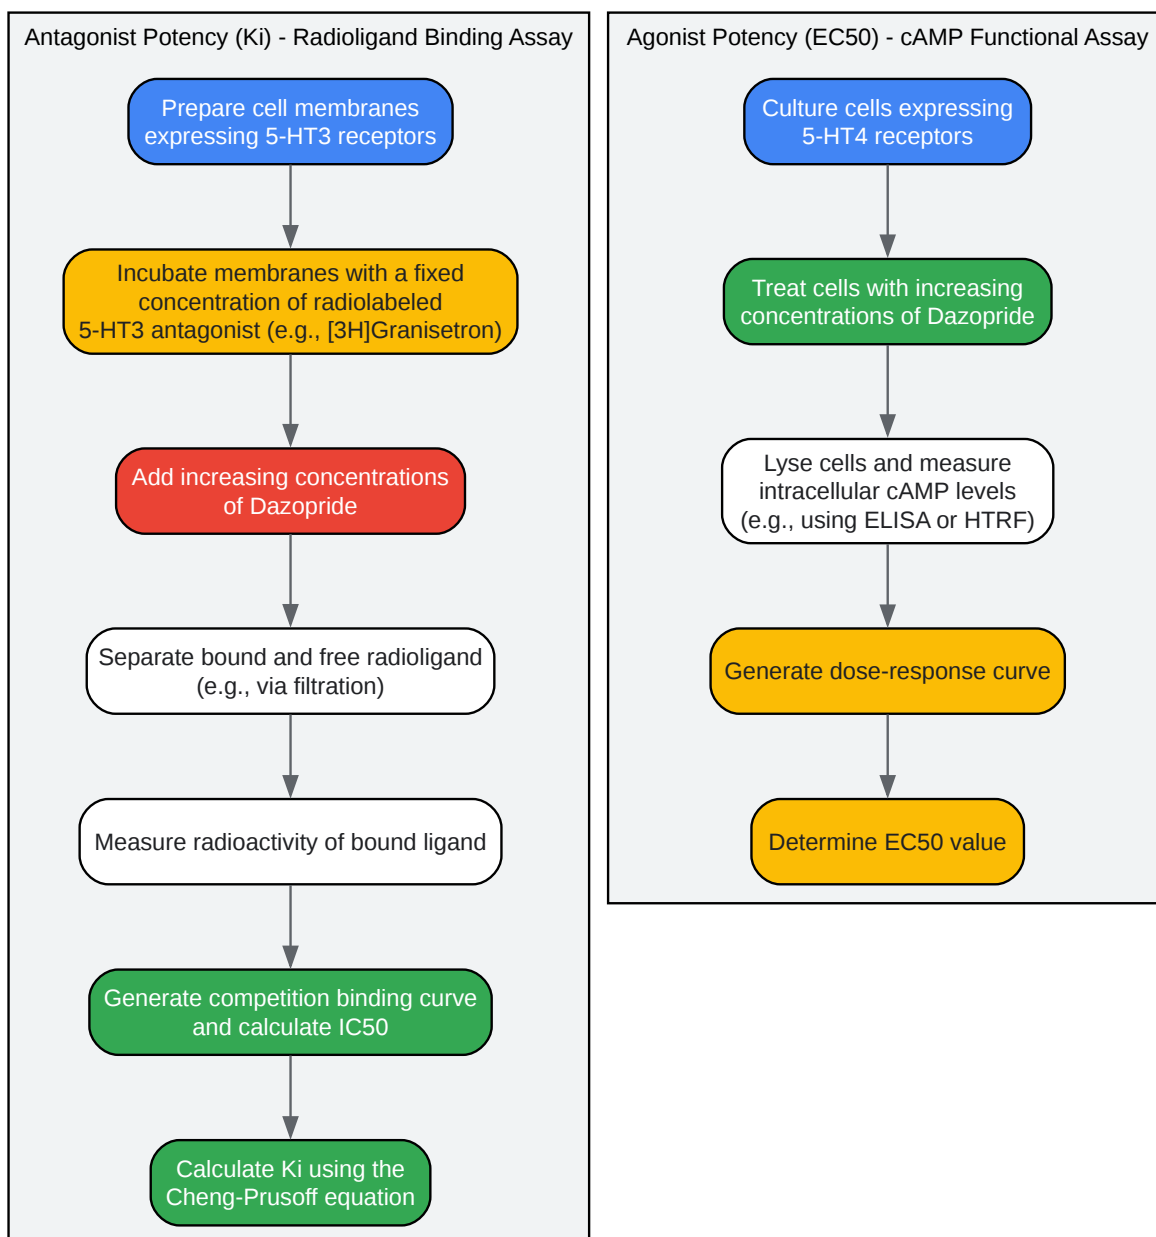 Antagonist Potency (Ki) - Radioligand Binding Assay
Prepare cell membranes
expressing 5-HT3 receptors
Incubate membranes with a fixed
concentration of radiolabeled
5-HT3 antagonist (e.g., [3H]Granisetron)
Add increasing concentrations
of Dazopride
Separate bound and free radioligand
(e.g., via filtration)
Measure radioactivity of bound ligand
Generate competition binding curve
and calculate IC50
Calculate Ki using the
Cheng-Prusoff equation
Agonist Potency (EC50) - cAMP Functional Assay
Culture cells expressing
5-HT4 receptors
Treat cells with increasing
concentrations of Dazopride
Lyse cells and measure
intracellular cAMP levels
(e.g., using ELISA or HTRF)
Generate dose-response curve
Determine EC50 value